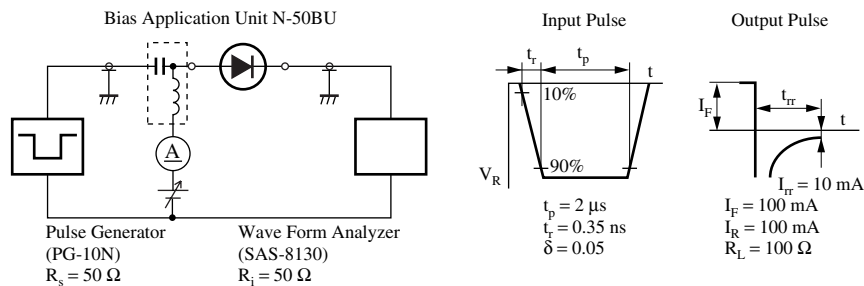 Bias Application Unit N-50BU
A
Pulse Generator
(PG-10N)
R_s = 50 Ω
Wave Form Analyzer
(SAS-8130)
R_i = 50 Ω
Input Pulse
t_r
t_p
t
10%
90%
V_R
t_p = 2 μs
t_r = 0.35 ns
δ = 0.05
Output Pulse
I_F
t_rr
t
I_rr = 10 mA
I_F = 100 mA
I_R = 100 mA
R_L = 100 Ω